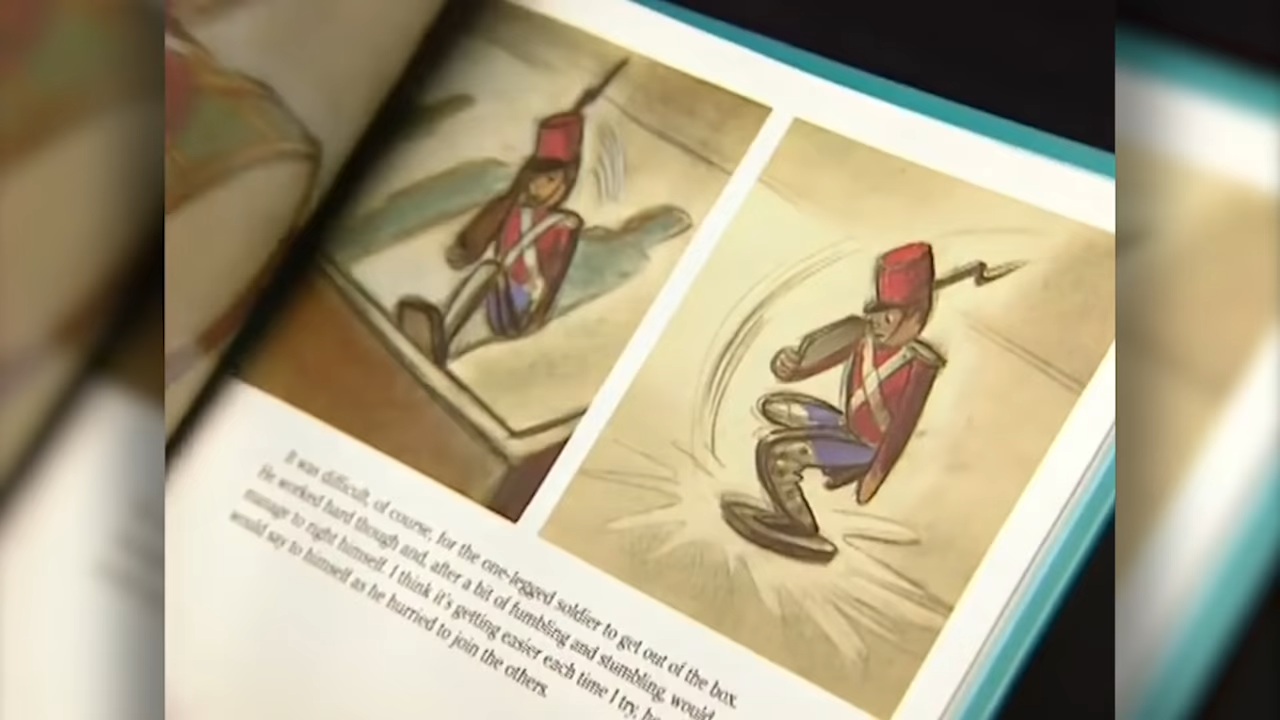 It was difficult, of course, for the one-legged soldier to get out of the box.
He worked hard though and, after a bit of fumbling and stumbling, would
manage to right himself. I think it's getting easier each time I try, he
would say to himself as he hurried to join the others.